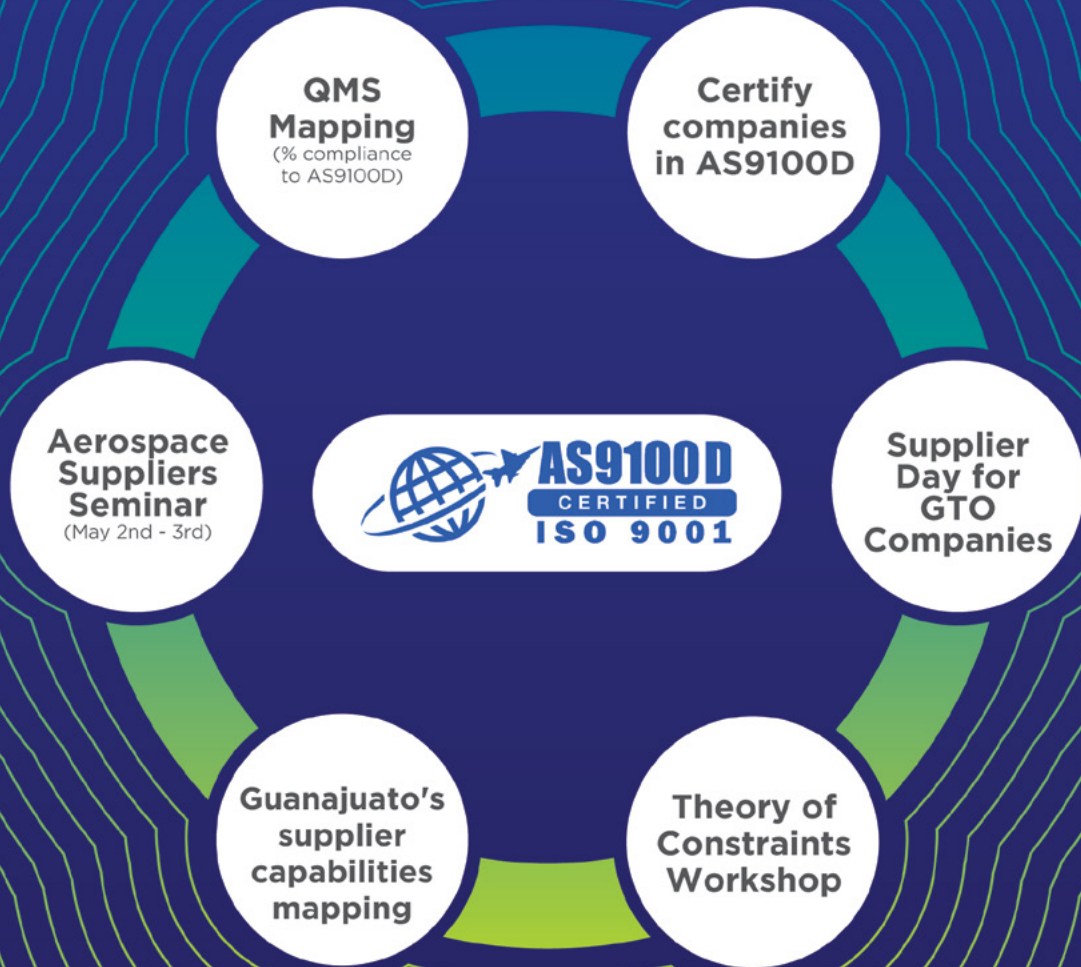 QMS
Mapping
(% compliance
to AS9100D)
Certify
companies
in AS9100D
Aerospace
Suppliers
Seminar
(May 2nd - 3rd)
AS9100D
CERTIFIED
ISO 9001
Supplier
Day for
GTO
Companies
Guanajuato's
supplier
capabilities
mapping
Theory of
Constraints
Workshop